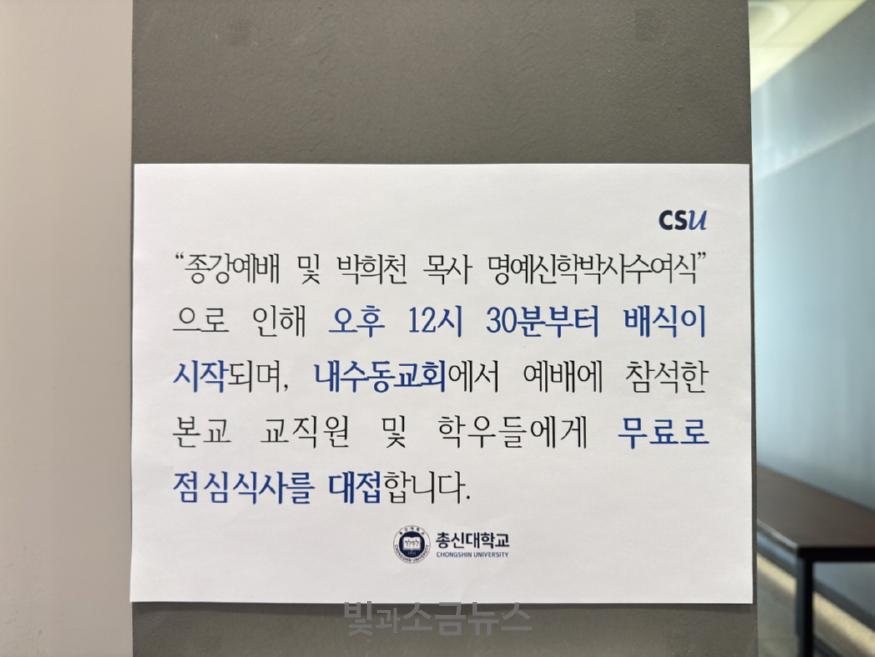 CSU
“종강예배 및 박희천 목사 명예신학박사수여식”
으로 인해 오후 12시 30분부터 배식이
시작되며, 내수동교회에서 예배에 참석한
본교 교직원 및 학우들에게 무료로
점심식사를 대접합니다.
총신대학교
CHONGSHIN UNIVERSITY
빛과소금뉴스